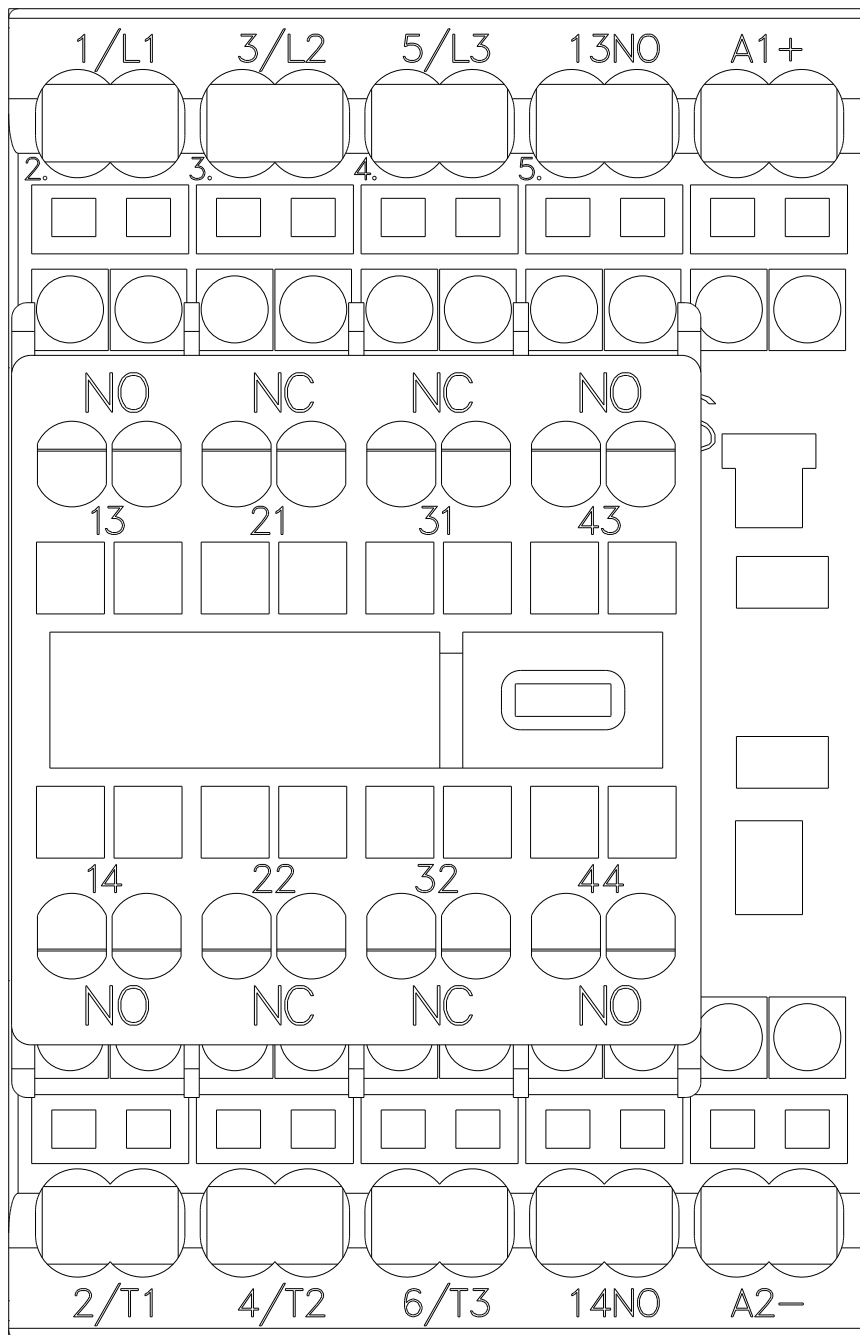 1/L1 3/L2 5/L3 13NO A1+
2. 3. 4. 5.
NO NC NC NO
13 21 31 43
14 22 32 44
NO NC NC NO
2/T1 4/T2 6/T3 14NO A2−